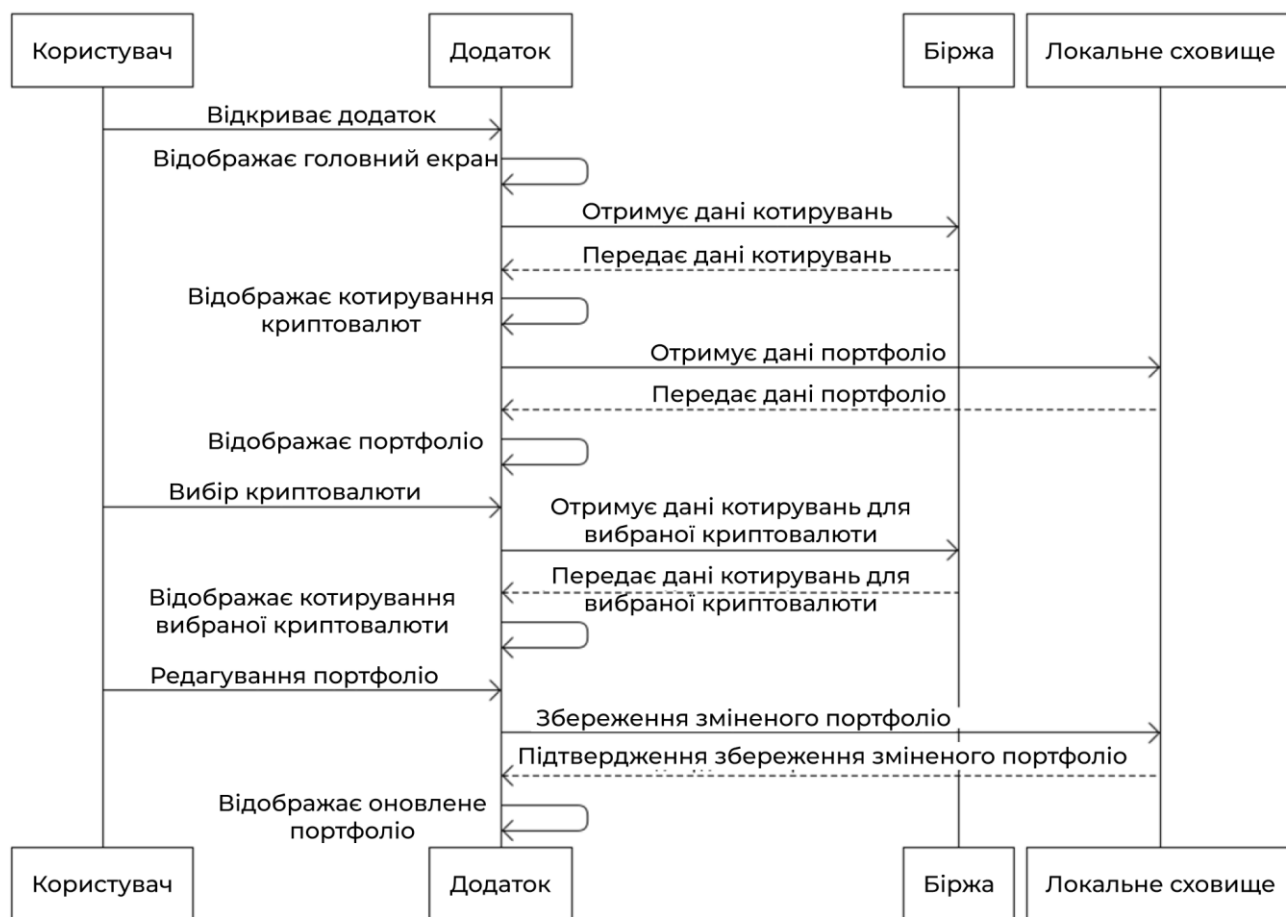 Користувач
Додаток
Біржа
Локальне сховище
Відкриває додаток
Відображає головний екран
Отримує дані котирувань
Передає дані котирувань
Відображає котирування
криптовалют
Отримує дані портфоліо
Передає дані портфоліо
Відображає портфоліо
Вибір криптовалюти
Отримує дані котирувань для
вибраної криптовалюти
Передає дані котирувань для
вибраної криптовалюти
Відображає котирування
вибраної криптовалюти
Редагування портфоліо
Збереження зміненого портфоліо
Підтвердження збереження зміненого портфоліо
Відображає оновлене
портфоліо
Користувач
Додаток
Біржа
Локальне сховище